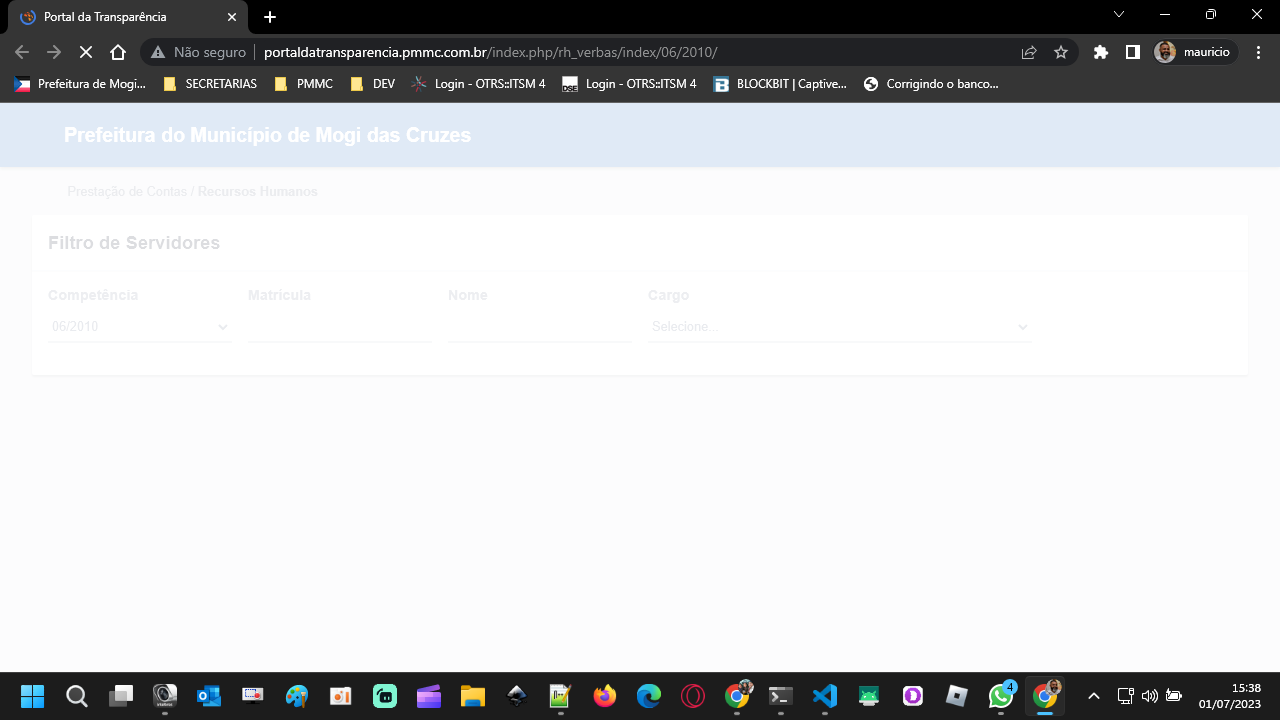 Portal da Transparência
Não seguro
portaldatransparencia.pmmc.com.br/index.php/rh_verbas/index/06/2010/
mauricio
Prefeitura de Mogi...
SECRETARIAS
PMMC
DEV
Login - OTRS::ITSM 4
Login - OTRS::ITSM 4
BLOCKBIT | Captive...
Corrigindo o banco...
Prefeitura do Município de Mogi das Cruzes
Prestação de Contas / Recursos Humanos
Filtro de Servidores
Competência
Matrícula
Nome
Cargo
06/2010
Selecione...
4
15:38
01/07/2023